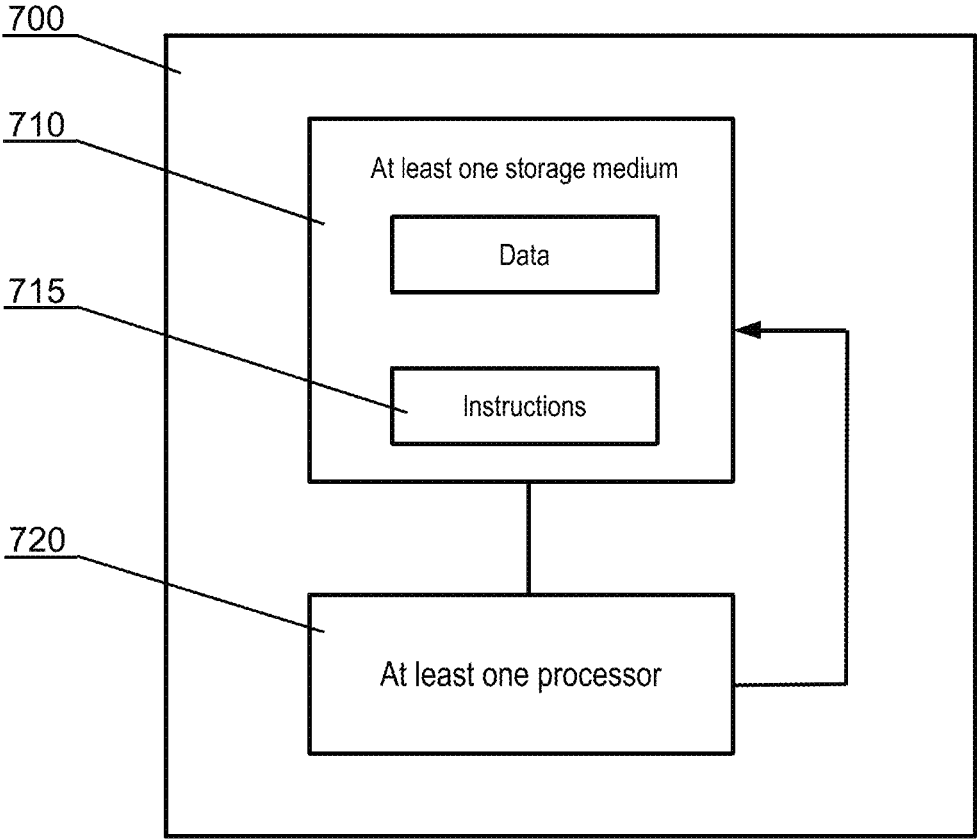 700
710
At least one storage medium
Data
715
Instructions
720
At least one processor